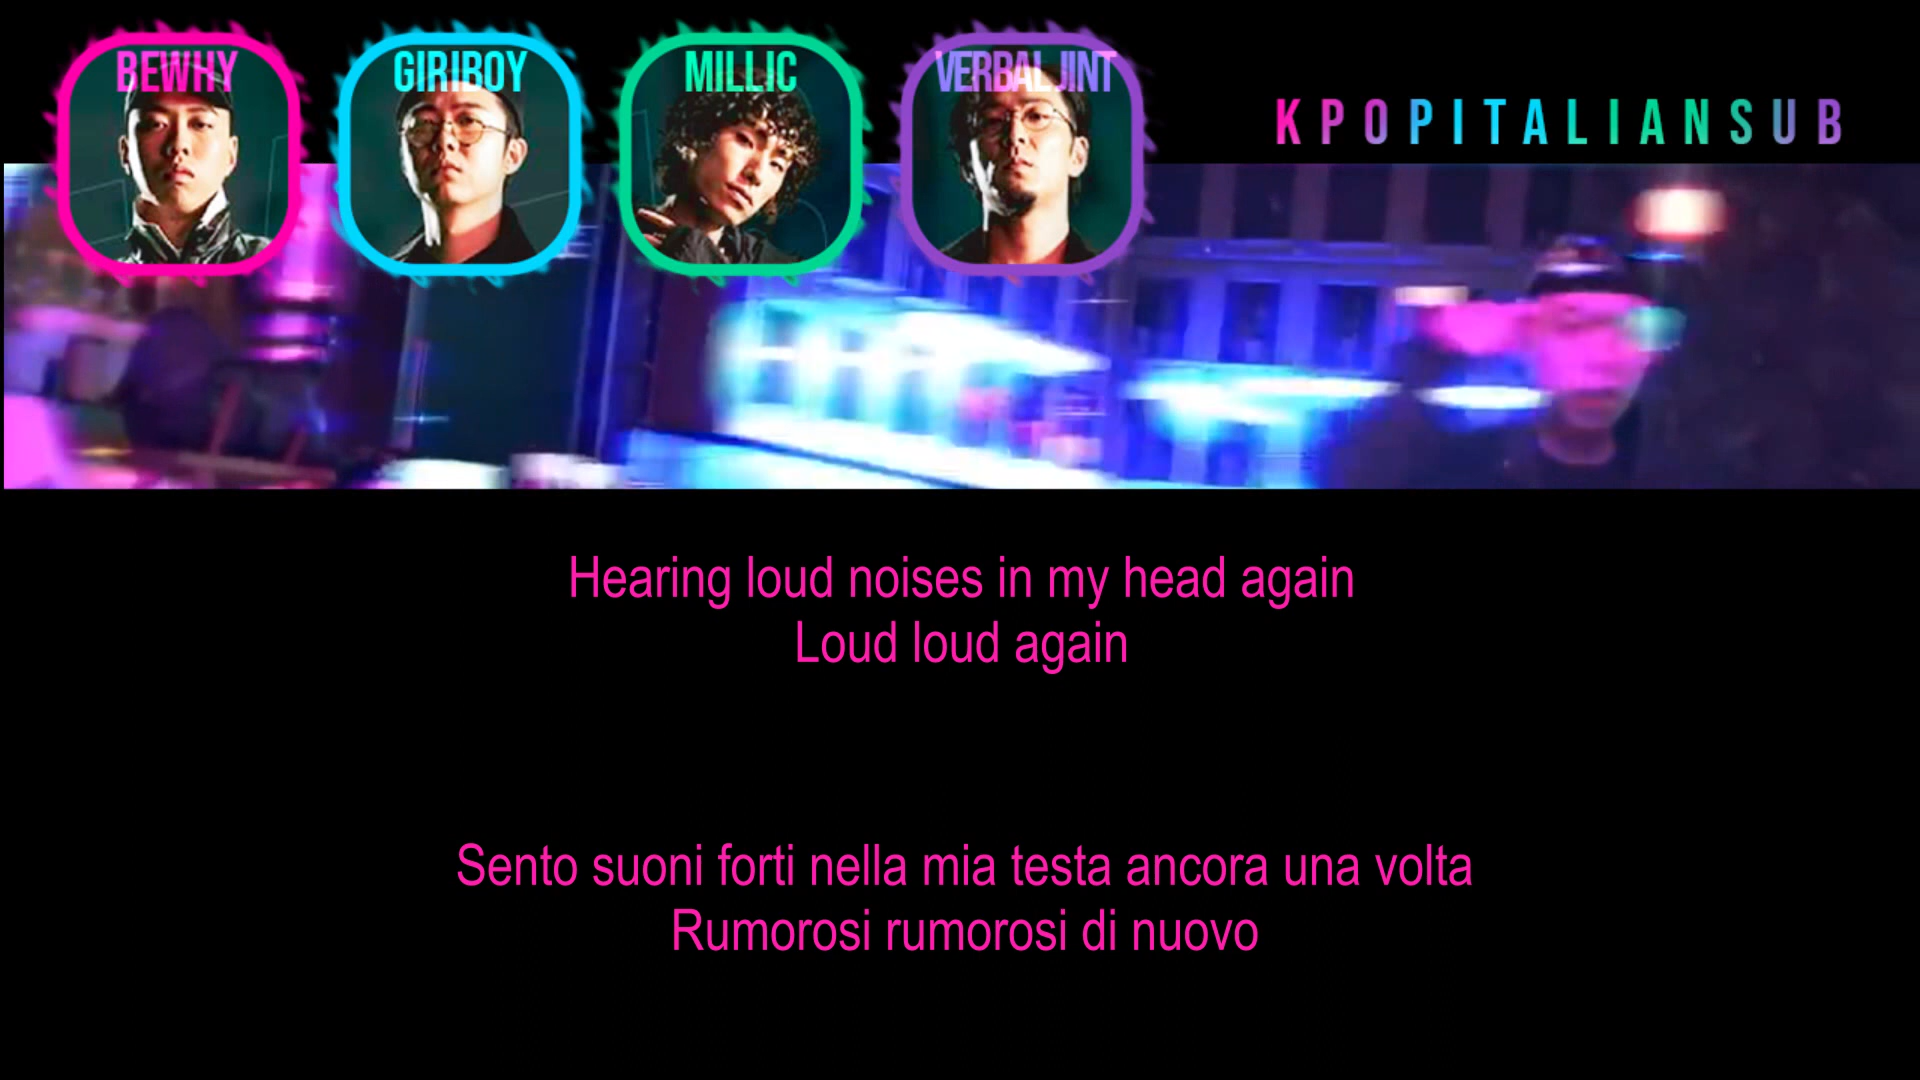 BEWHY
GIRIBOY
MILLIC
VERBAL JINT
KPOPITALIANSUB
Hearing loud noises in my head again
Loud loud again
Sento suoni forti nella mia testa ancora una volta
Rumorosi rumorosi di nuovo